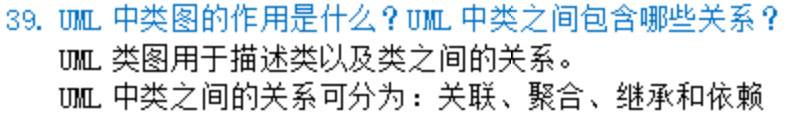 39. UML 中类图的作用是什么？UML 中类之间包含哪些关系？
UML 类图用于描述类以及类之间的关系。
UML 中类之间的关系可分为：关联、聚合、继承和依赖